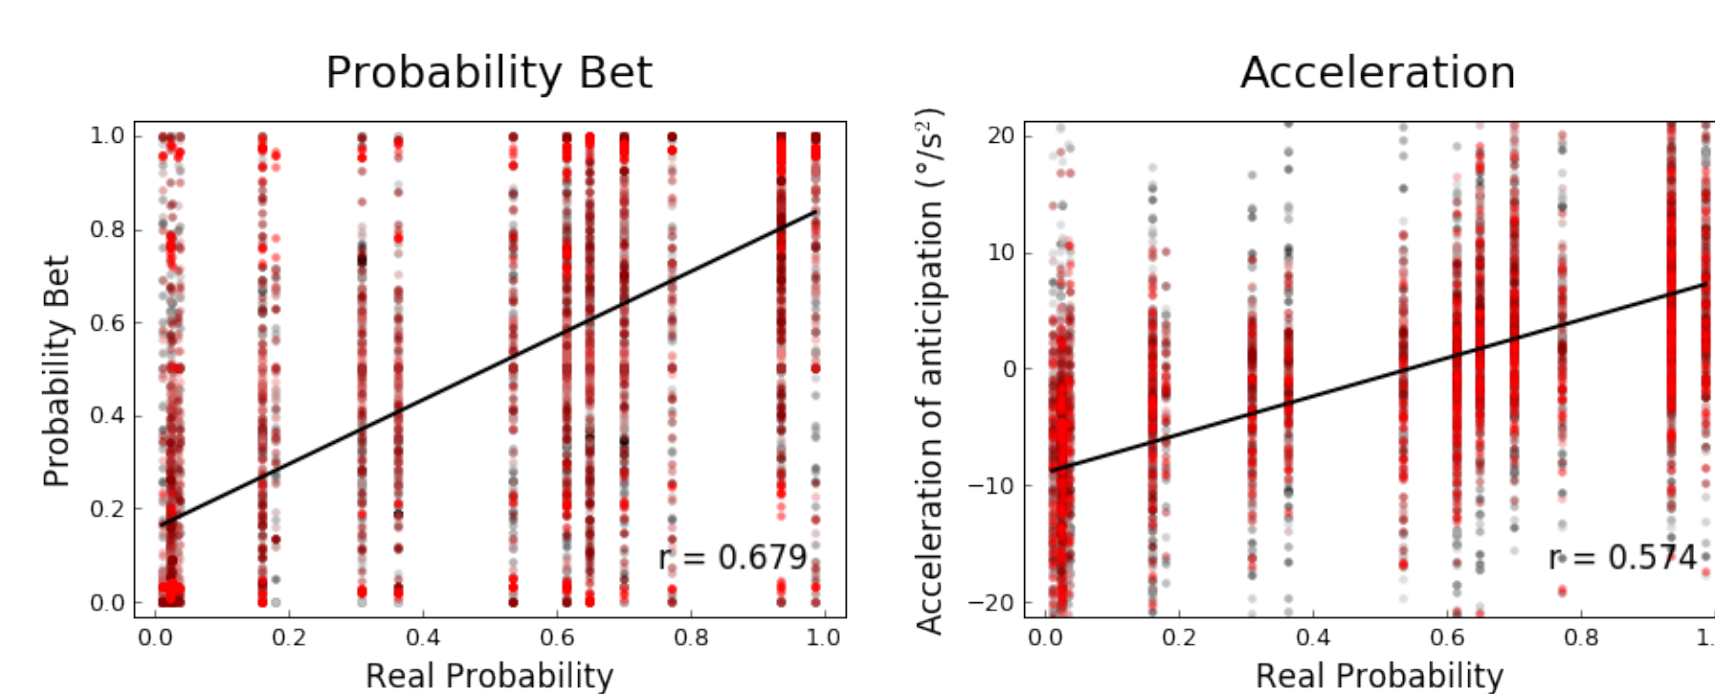 Probability Bet
Probability Bet
1.0
0.8
0.6
0.4
0.2
0.0
r = 0.679
0.0 0.2 0.4 0.6 0.8 1.0
Real Probability
Acceleration
Acceleration of anticipation (°/s²)
20
10
0
−10
−20
r = 0.574
0.0 0.2 0.4 0.6 0.8 1.
Real Probability